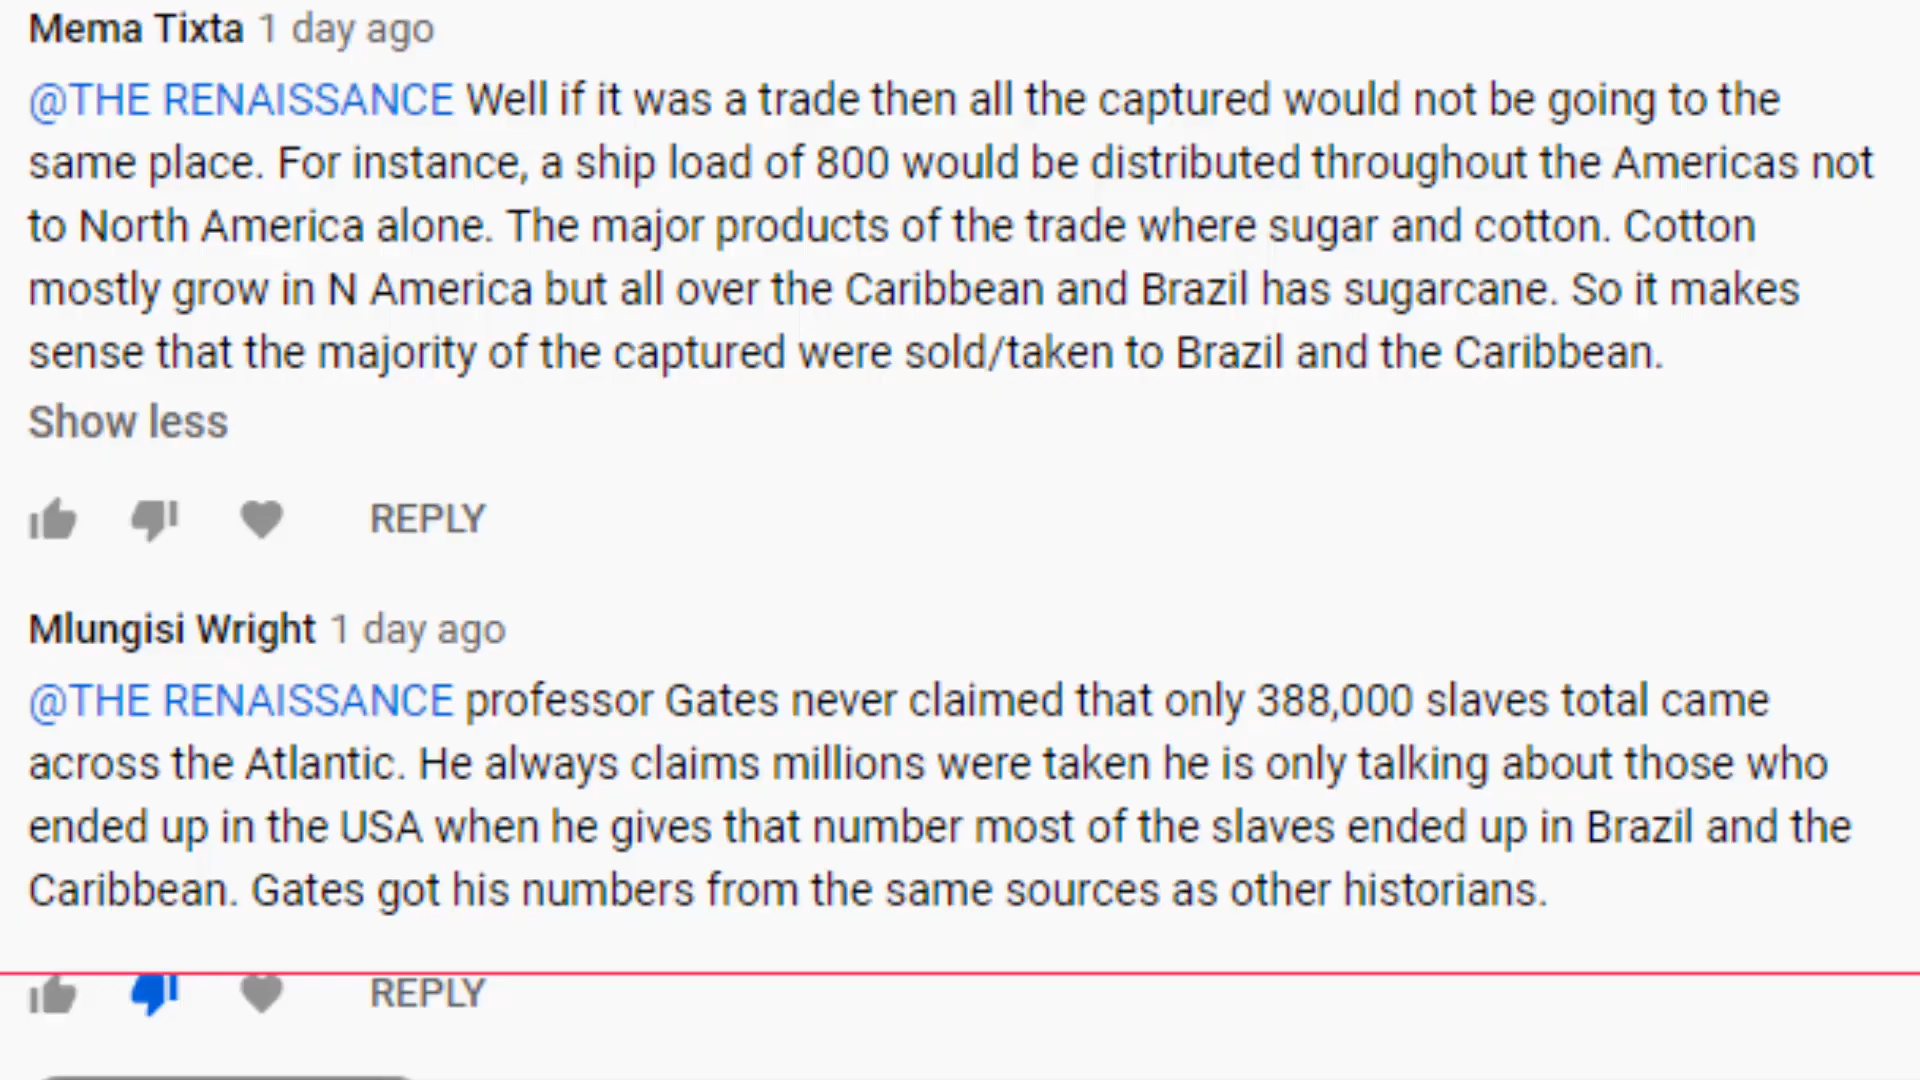 Mema Tixta 1 day ago
@THE RENAISSANCE Well if it was a trade then all the captured would not be going to the
same place. For instance, a ship load of 800 would be distributed throughout the Americas not
to North America alone. The major products of the trade where sugar and cotton. Cotton
mostly grow in N America but all over the Caribbean and Brazil has sugarcane. So it makes
sense that the majority of the captured were sold/taken to Brazil and the Caribbean.
Show less
REPLY
Mlungisi Wright 1 day ago
@THE RENAISSANCE professor Gates never claimed that only 388,000 slaves total came
across the Atlantic. He always claims millions were taken he is only talking about those who
ended up in the USA when he gives that number most of the slaves ended up in Brazil and the
Caribbean. Gates got his numbers from the same sources as other historians.
REPLY